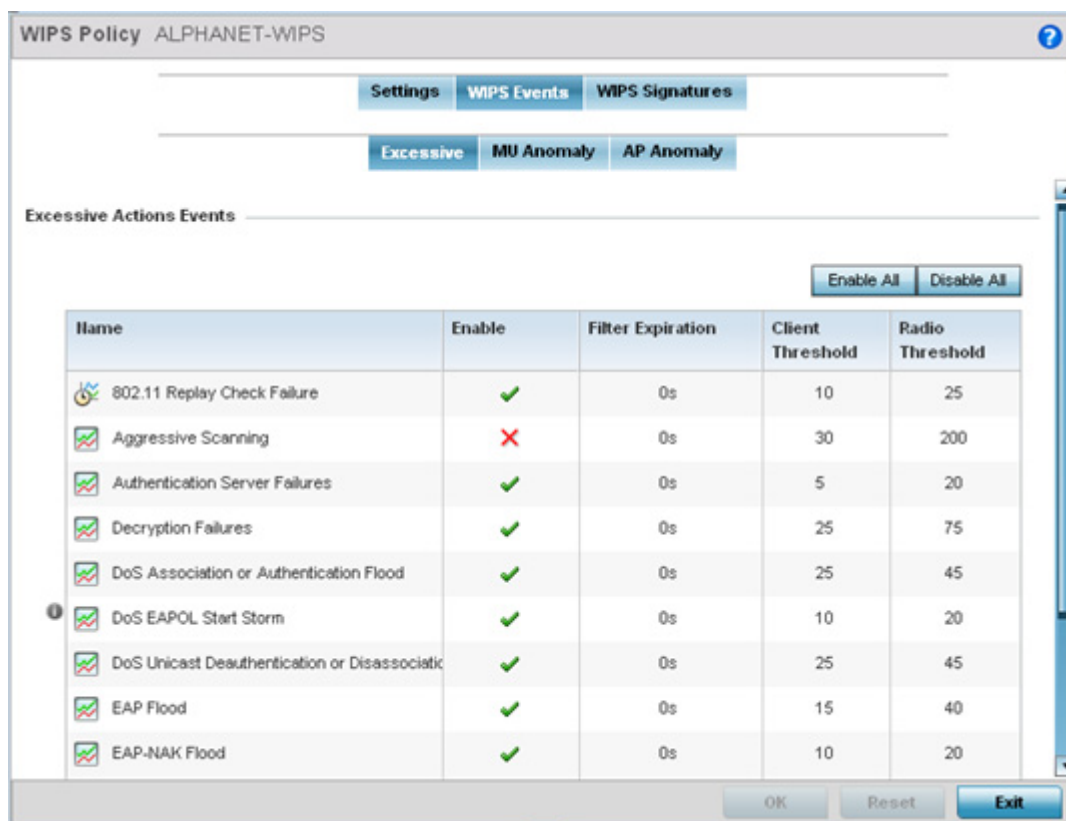 WIPS Policy ALPHANET-WIPS
Settings WIPS Events WIPS Signatures
Excessive MU Anomaly AP Anomaly
Excessive Actions Events
Enable All Disable All
Name Enable Filter Expiration Client Threshold Radio Threshold
802.11 Replay Check Failure 0s 10 25
Aggressive Scanning 0s 30 200
Authentication Server Failures 0s 5 20
Decryption Failures 0s 25 75
DoS Association or Authentication Flood 0s 25 45
DoS EAPOL Start Storm 0s 10 20
DoS Unicast Deauthentication or Disassociatic 0s 25 45
EAP Flood 0s 15 40
EAP-NAK Flood 0s 10 20
OK Reset Exit